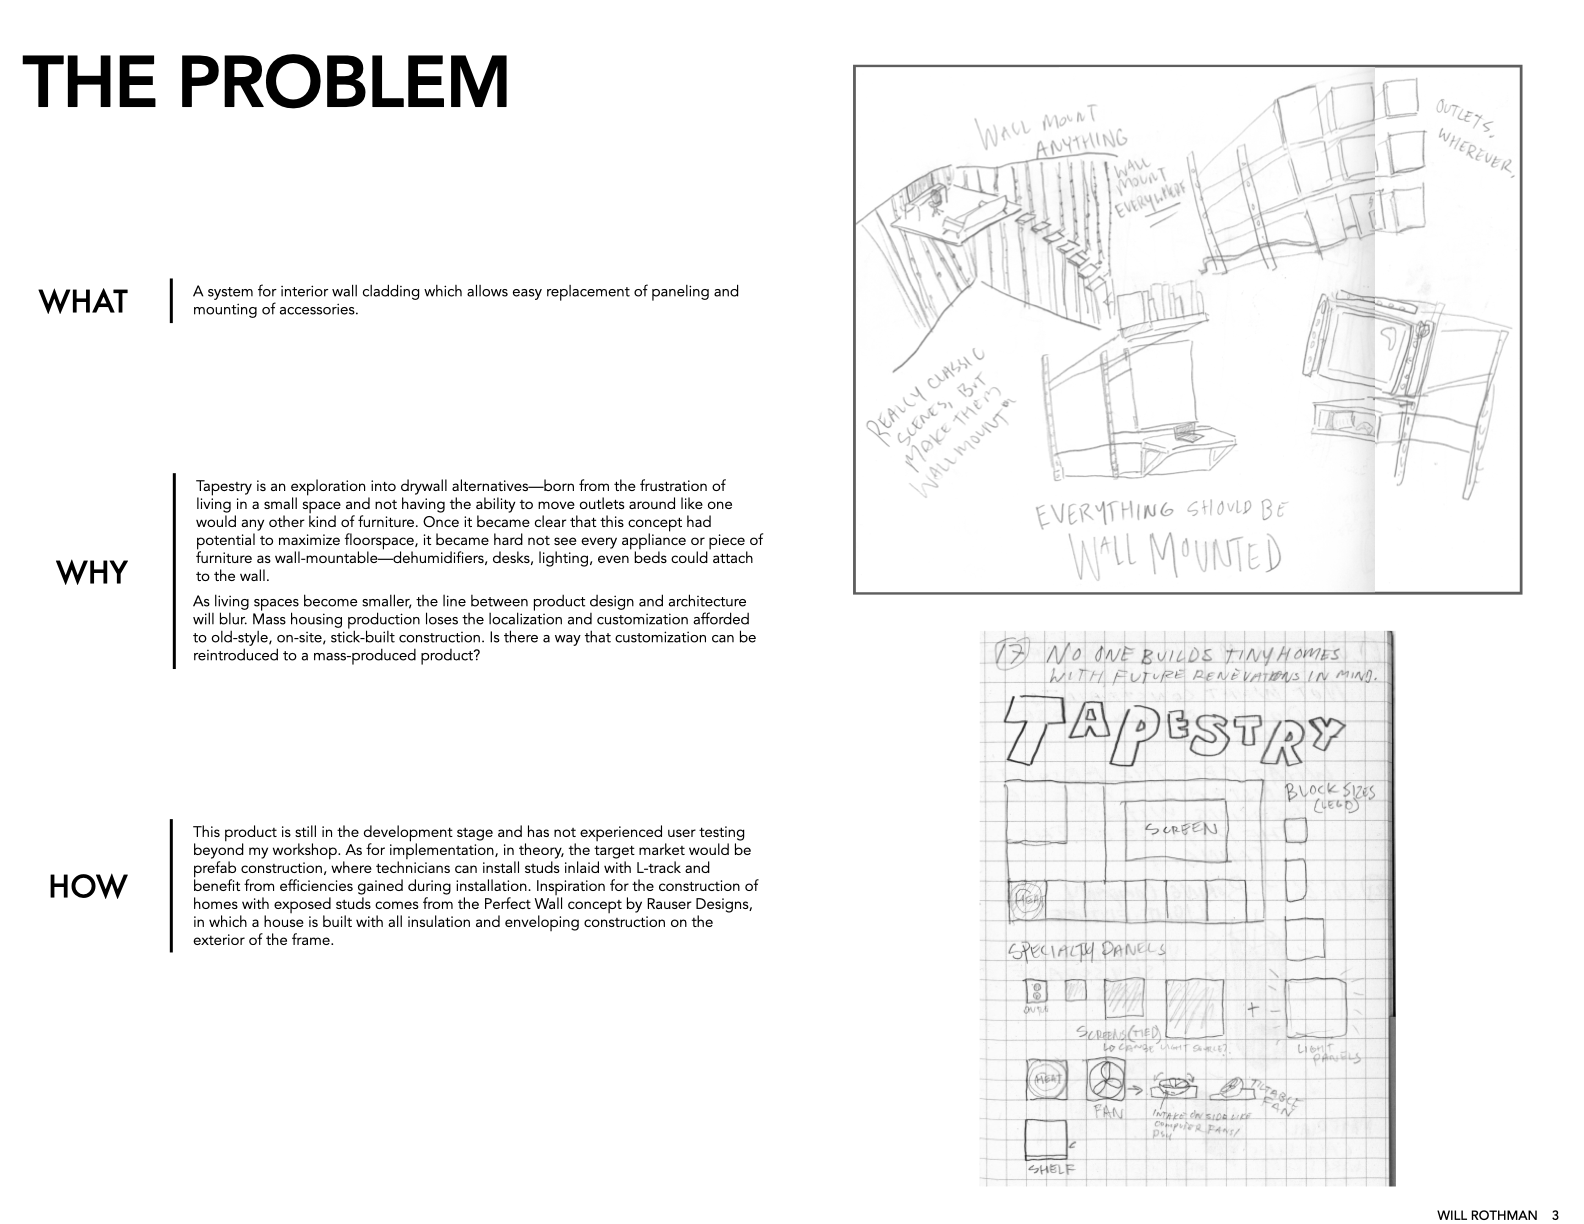 THE PROBLEM
WHAT
A system for interior wall cladding which allows easy replacement of paneling and
mounting of accessories.
WHY
Tapestry is an exploration into drywall alternatives—born from the frustration of
living in a small space and not having the ability to move outlets around like one
would any other kind of furniture. Once it became clear that this concept had
potential to maximize floorspace, it became hard not see every appliance or piece of
furniture as wall-mountable—dehumidifiers, desks, lighting, even beds could attach
to the wall.
As living spaces become smaller, the line between product design and architecture
will blur. Mass housing production loses the localization and customization afforded
to old-style, on-site, stick-built construction. Is there a way that customization can be
reintroduced to a mass-produced product?
HOW
This product is still in the development stage and has not experienced user testing
beyond my workshop. As for implementation, in theory, the target market would be
prefab construction, where technicians can install studs inlaid with L-track and
benefit from efficiencies gained during installation. Inspiration for the construction of
homes with exposed studs comes from the Perfect Wall concept by Rauser Designs,
in which a house is built with all insulation and enveloping construction on the
exterior of the frame.
WALL MOUNT
ANYTHING
WALL
MOUNT
EVERYWHERE
OUTLETS,
WHEREVER,
REALLY CLASSIC
SCENES, BUT
MAKE THEM
WALL MOUNT
EVERYTHING SHOULD BE
WALL MOUNTED
17 NO ONE BUILDS TINY HOMES
WITH FUTURE RENEVATIONS IN MIND.
TAPESTRY
BLOCK SIZES
(LEGO)
SCREEN
HEAT
SPECIALTY PANELS
OUTLET
SCREENS (TIED)
TO CHANGE LIGHT
LIGHT
PANELS
HEAT
FAN
INTAKE ON SIDE LIKE
COMPUTER FANS/
PSU
TILTABLE
FAN
SHELF
WILL ROTHMAN 3